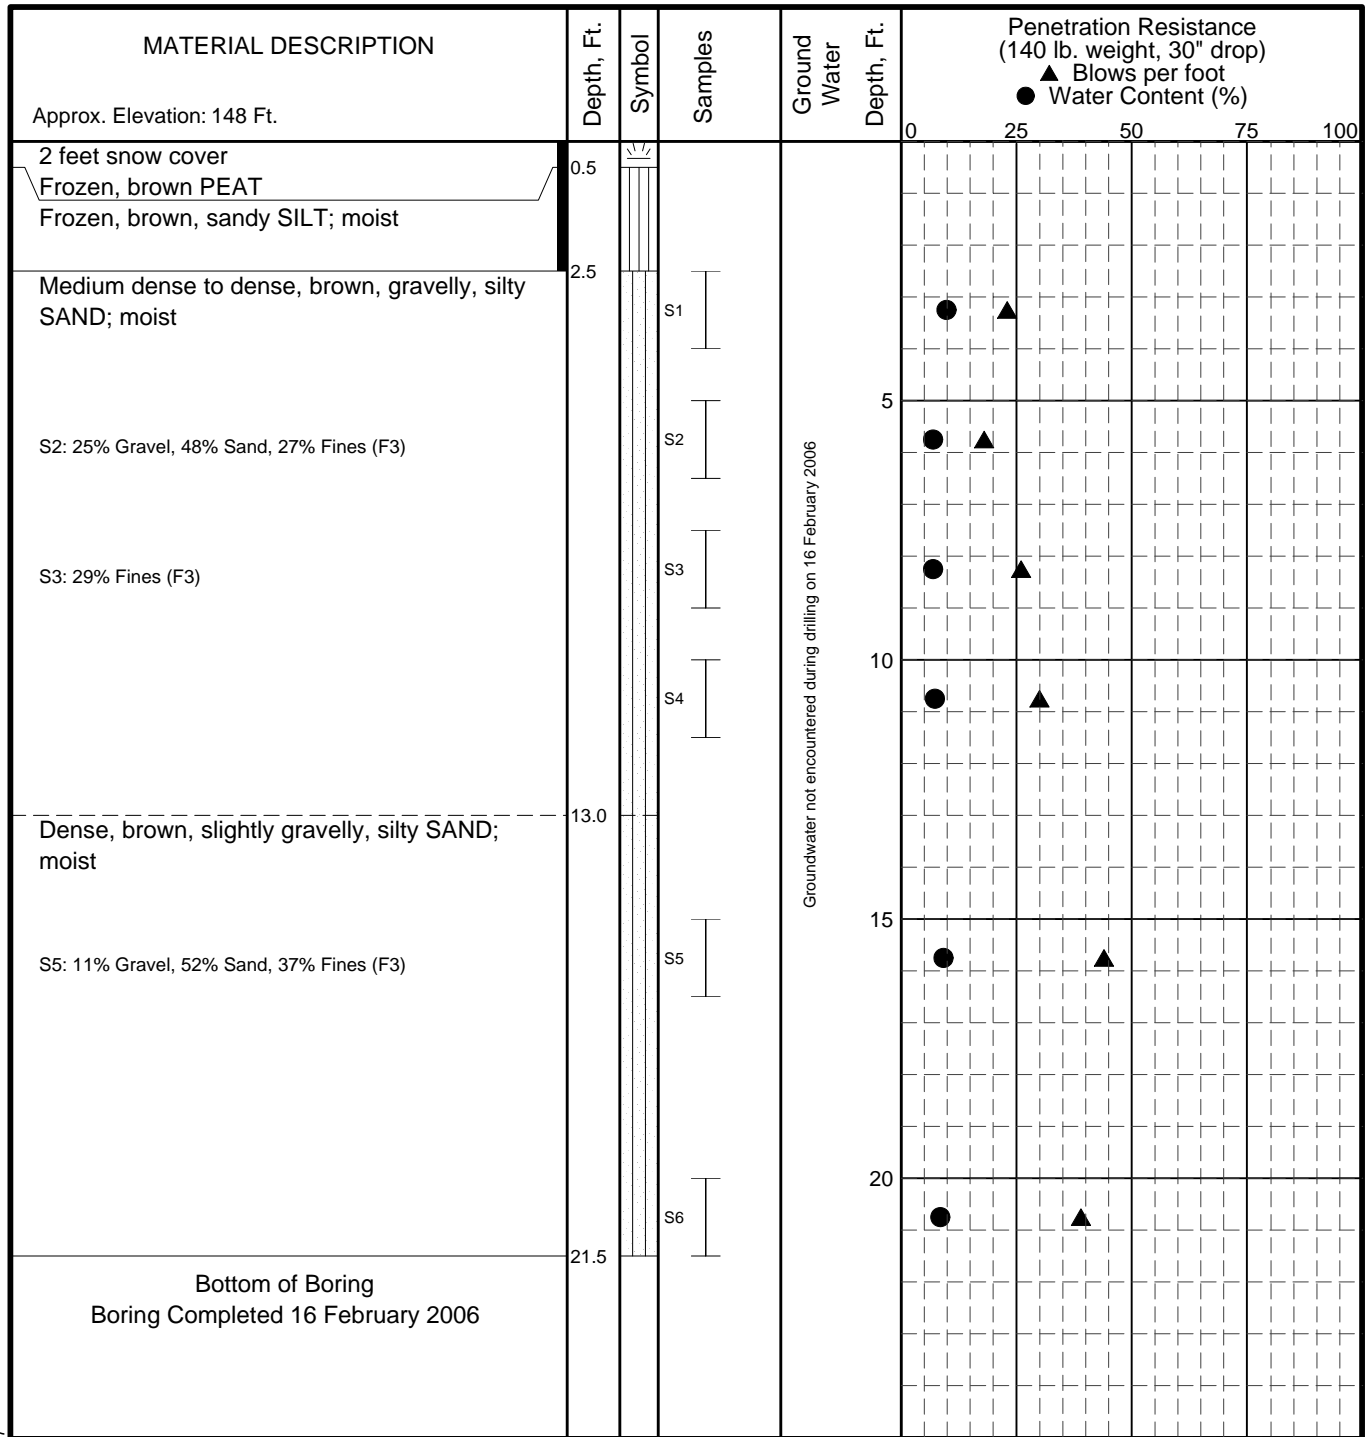 MATERIAL DESCRIPTION
Approx. Elevation: 148 Ft.
Depth, Ft.
Symbol
Samples
Ground
Water
Depth, Ft.
Penetration Resistance
(140 lb. weight, 30" drop)
▲ Blows per foot
● Water Content (%)
0 25 50 75 100
2 feet snow cover
0.5
Frozen, brown PEAT
Frozen, brown, sandy SILT; moist
2.5
Medium dense to dense, brown, gravelly, silty
SAND; moist
S1
5
S2: 25% Gravel, 48% Sand, 27% Fines (F3)
S2
S3: 29% Fines (F3)
S3
10
S4
Groundwater not encountered during drilling on 16 February 2006
13.0
Dense, brown, slightly gravelly, silty SAND;
moist
15
S5: 11% Gravel, 52% Sand, 37% Fines (F3)
S5
20
S6
21.5
Bottom of Boring
Boring Completed 16 February 2006